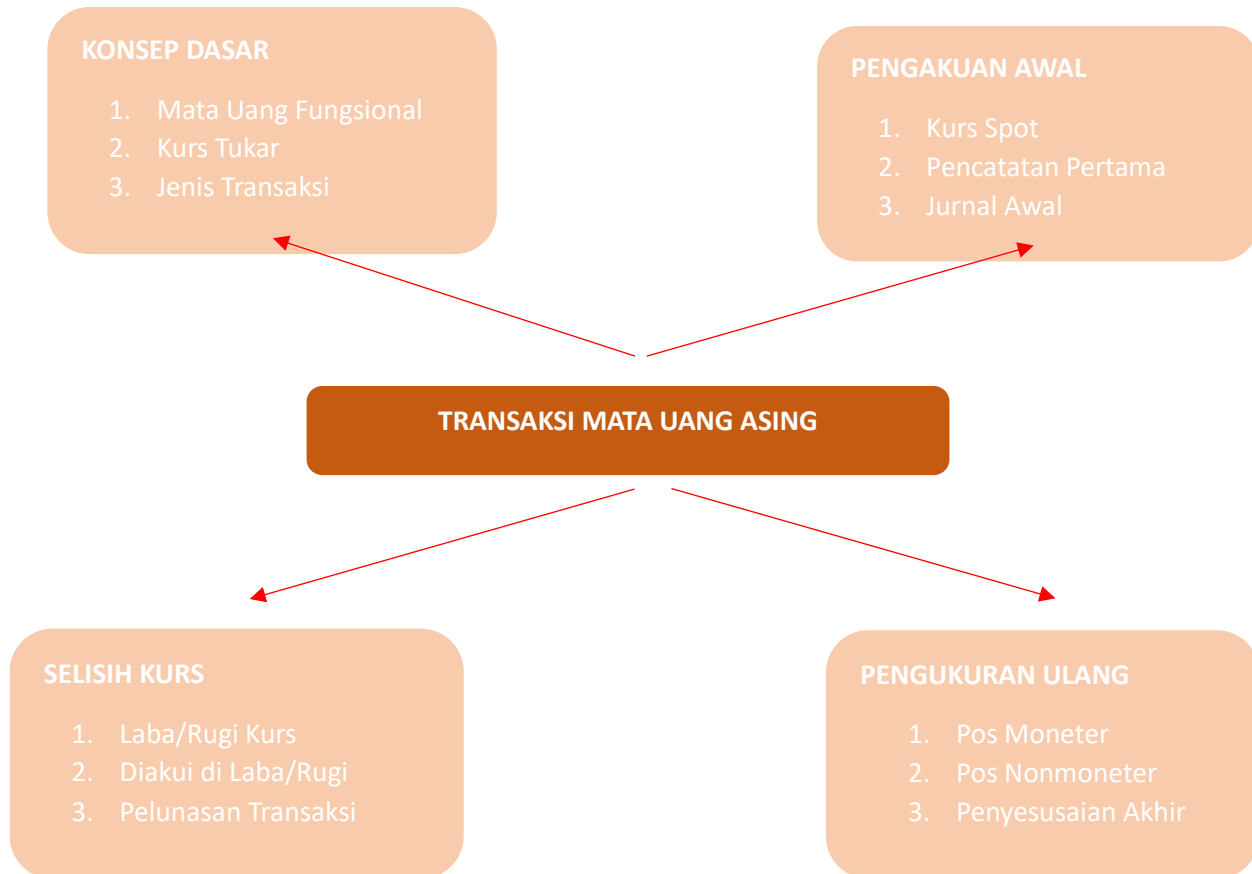 KONSEP DASAR
1. Mata Uang Fungsional
2. Kurs Tukar
3. Jenis Transaksi
PENGAKUAN AWAL
1. Kurs Spot
2. Pencatatan Pertama
3. Jurnal Awal
TRANSAKSI MATA UANG ASING
SELISIH KURS
1. Laba/Rugi Kurs
2. Diakui di Laba/Rugi
3. Pelunasan Transaksi
PENGUKURAN ULANG
1. Pos Moneter
2. Pos Nonmoneter
3. Penyesusaian Akhir